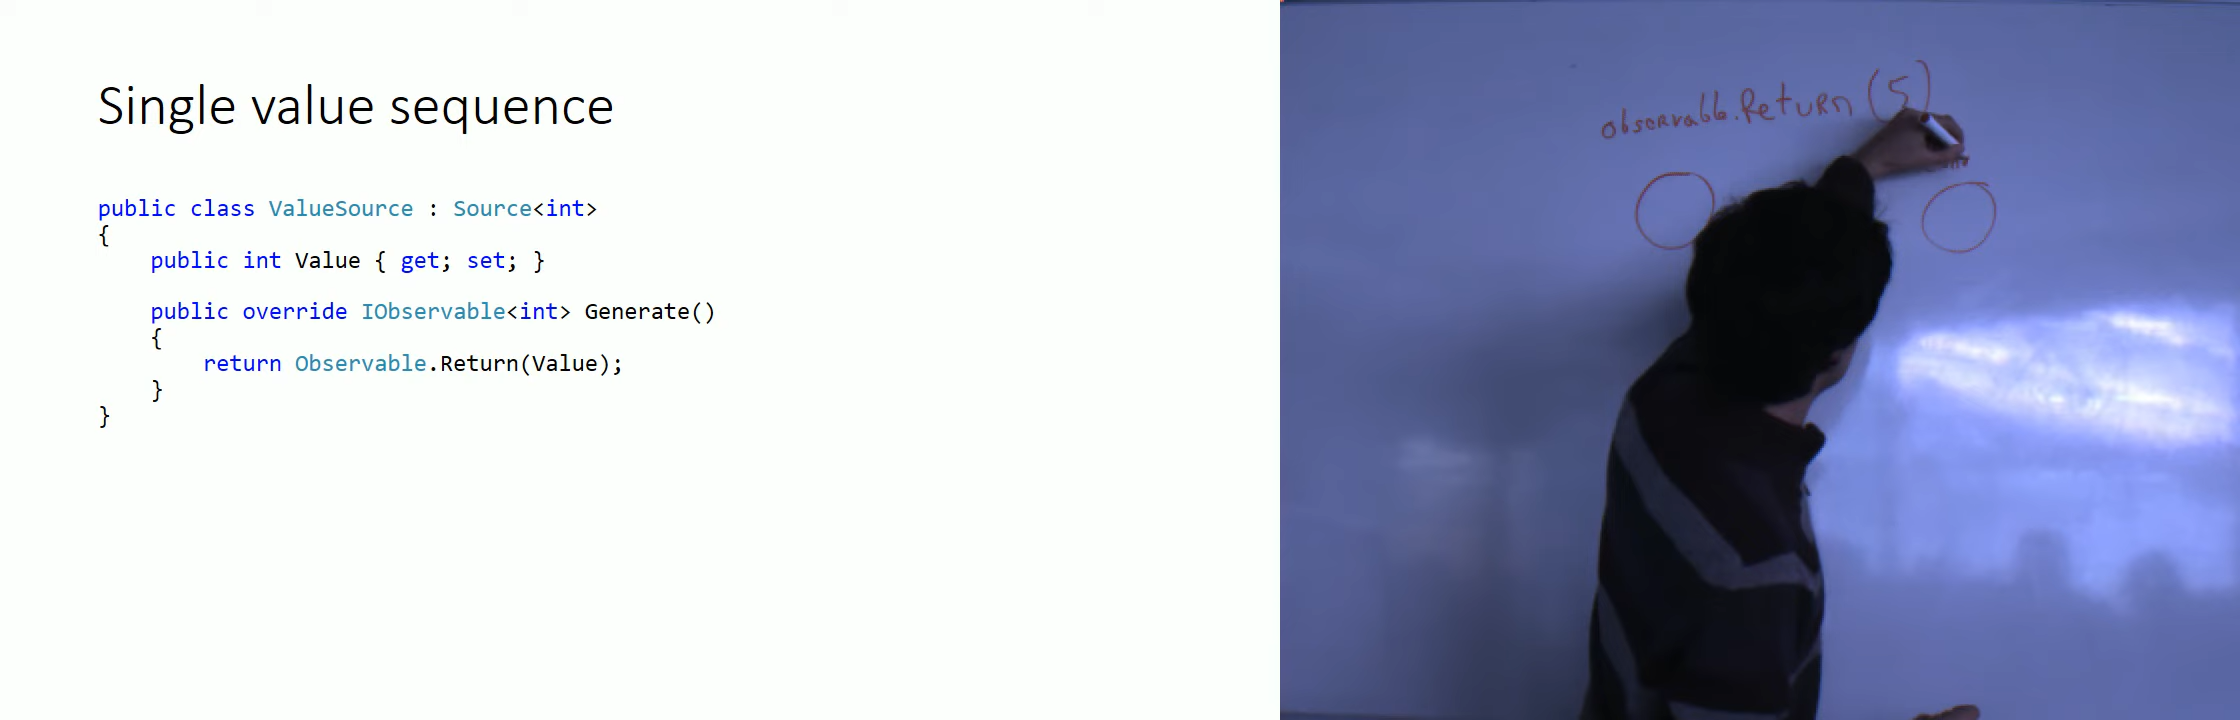 Single value sequence
public class ValueSource : Source<int>
{
    public int Value { get; set; }
    public override IObservable<int> Generate()
    {
        return Observable.Return(Value);
    }
}
observable.Return (5)